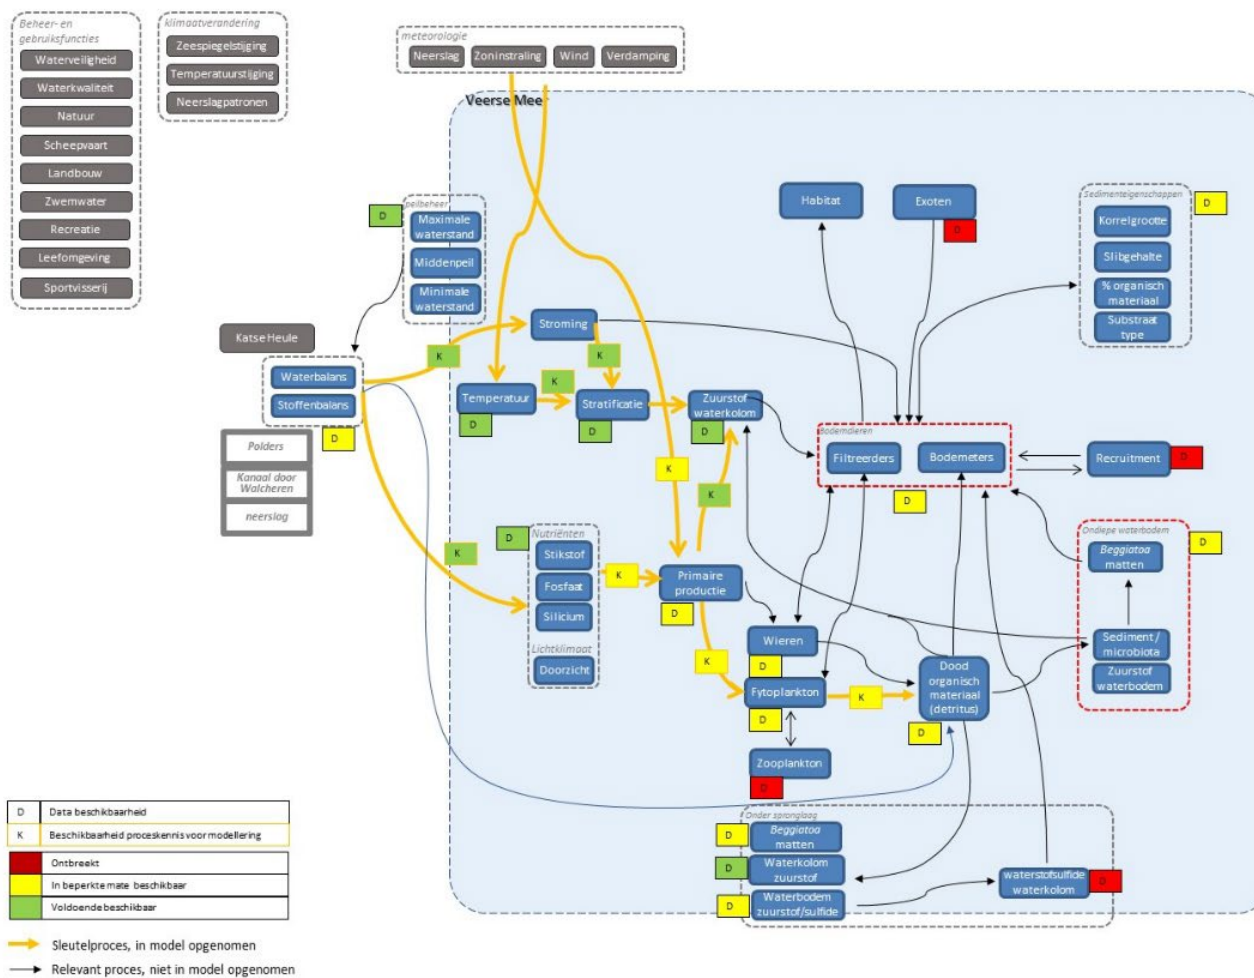 Beheer- en
gebruiksfuncties
Waterveiligheid
Waterkwaliteit
Natuur
Scheepvaart
Landbouw
Zwemwater
Recreatie
Leefomgeving
Sportvisserij
klimaatverandering
Zeespiegelstijging
Temperatuurstijging
Neerslagpatronen
meteorologie
Neerslag
Zoninstraling
Wind
Verdamping
Veerse Meer
D
peilbeheer
Maximale
waterstand
Middenpeil
Minimale
waterstand
Habitat
Exoten
D
Sedimenteigenschappen
D
Korrelgrootte
Slibgehalte
% organisch
materiaal
Substraat
type
Katse Heule
Waterbalans
Stoffenbalans
D
Polders
Kanaal door
Walcheren
neerslag
Stroming
K
K
K
Temperatuur
D
Stratificatie
D
Zuurstof
waterkolom
D
K
K
Bodemdieren
Filtreerders
Bodemeters
D
Recruitment
D
K
D
Nutriënten
Stikstof
Fosfaat
Silicium
Lichtklimaat
Doorzicht
K
Primaire
productie
D
K
Wieren
D
Fytoplankton
D
K
Zooplankton
D
Dood
organisch
materiaal
(detritus)
D
Ondiepe waterbodem
D
Beggiatoa
matten
Sediment/
microbiota
Zuurstof
waterbodem
Onder spronglaag
D
Beggiatoa
matten
D
Waterkolom
zuurstof
D
Waterbodem
zuurstof/sulfide
waterstofsulfide
waterkolom
D
D Data beschikbaarheid
K Beschikbaarheid proceskennis voor modellering
Ontbreekt
In beperkte mate beschikbaar
Voldoende beschikbaar
Sleutelproces, in model opgenomen
Relevant proces, niet in model opgenomen